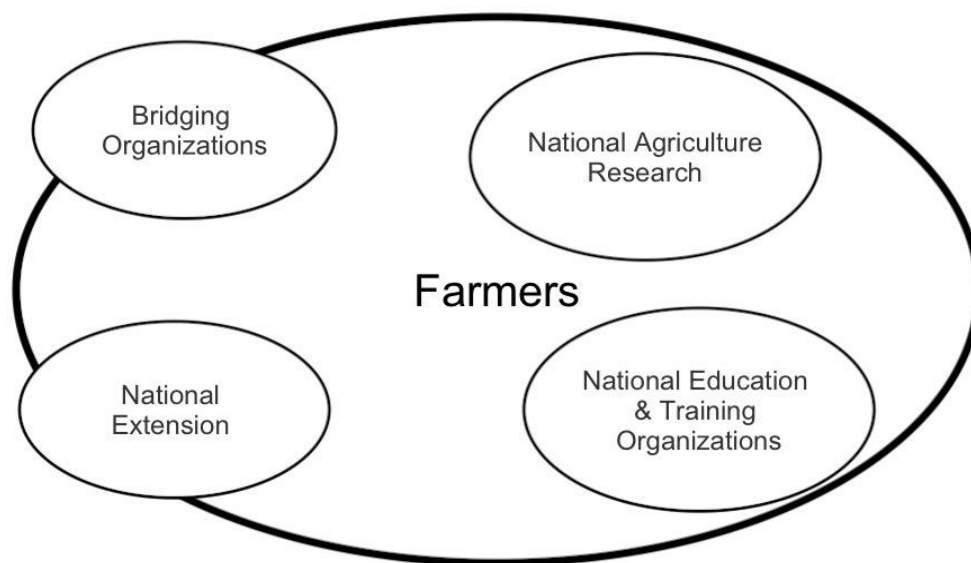 Bridging
Organizations
National Agriculture
Research
Farmers
National
Extension
National Education
& Training
Organizations